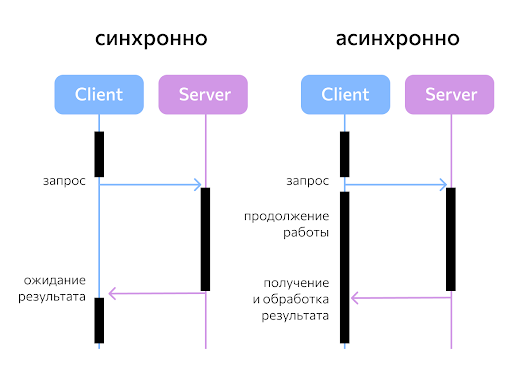 синхронно
асинхронно
Client
Server
Client
Server
запрос
ожидание
результата
запрос
продолжение
работы
получение
и обработка
результата